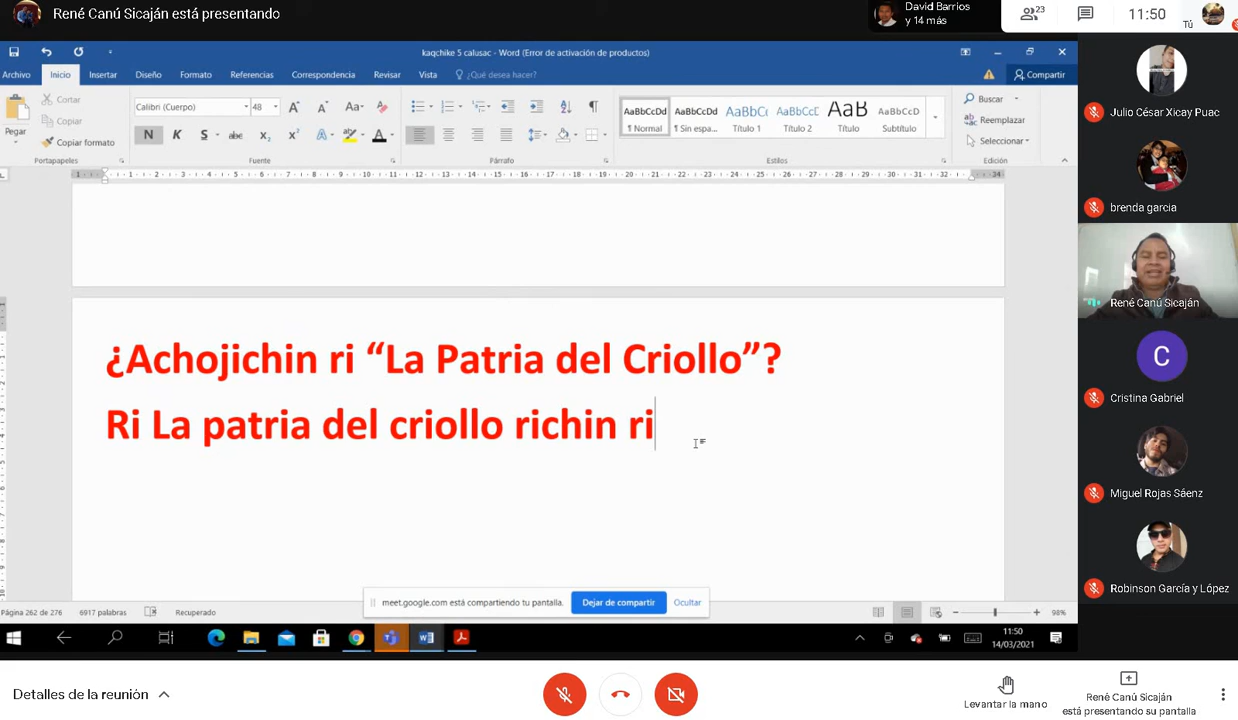 René Canú Sicaján está presentando
David Barrios
y 14 más
23
11:50
Tú
kaqchike 5 calusac - Word (Error de activación de productos)
Archivo Inicio Insertar Diseño Formato Referencias Correspondencia Revisar Vista ¿Qué desea hacer? Compartir
Pegar
Cortar
Copiar
Copiar formato
Calibri (Cuerpo) 48
N K S abc
AaBbCcDd AaBbCcDd AaBbCc AaBbCcC AaB AaBbCcD
¶ Normal ¶ Sin espa... Título 1 Título 2 Título Subtítulo
Buscar
Reemplazar
Seleccionar
Portapapeles Fuente Párrafo Estilos Edición
¿Achojichin ri “La Patria del Criollo”?
Ri La patria del criollo richin ri
meet.google.com está compartiendo tu pantalla. Dejar de compartir Ocultar
Página 262 de 276 6917 palabras Recuperado 98%
11:50
14/03/2021
Julio César Xicay Puac
brenda garcia
René Canú Sicaján
C
Cristina Gabriel
Miguel Rojas Sáenz
Robinson García y López
Detalles de la reunión
Levantar la mano
René Canú Sicaján
está presentando su pantalla